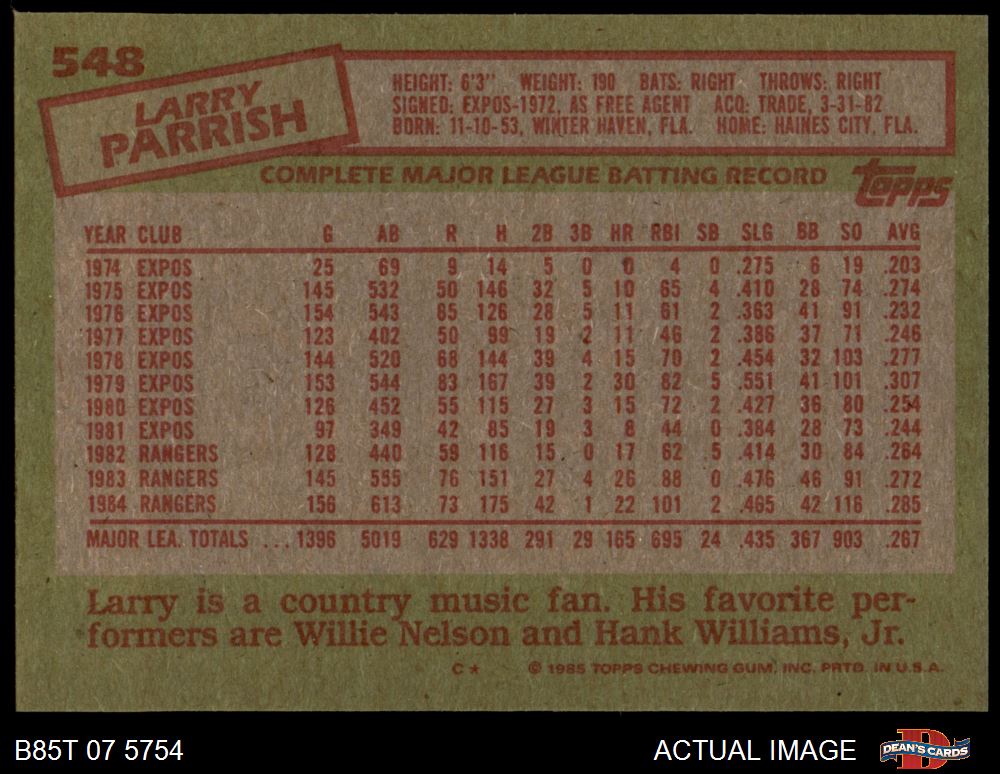 548
LARRY
PARRISH
HEIGHT: 6'3" WEIGHT: 190 BATS: RIGHT THROWS: RIGHT
SIGNED: EXPOS-1972, AS FREE AGENT ACQ: TRADE, 3-31-82
BORN: 11-10-53, WINTER HAVEN, FLA. HOME: HAINES CITY, FLA.
COMPLETE MAJOR LEAGUE BATTING RECORD topps
YEAR CLUB G AB R H 2B 3B HR RBI SB SLG BB SO AVG
1974 EXPOS 25 69 9 14 5 0 0 4 0 .275 6 19 .203
1975 EXPOS 145 532 50 146 32 5 10 65 4 .410 28 74 .274
1976 EXPOS 154 543 65 126 28 5 11 61 2 .363 41 91 .232
1977 EXPOS 123 402 50 99 19 2 11 46 2 .386 37 71 .246
1978 EXPOS 144 520 68 144 39 4 15 70 2 .454 32 103 .277
1979 EXPOS 153 544 83 167 39 2 30 82 5 .551 41 101 .307
1980 EXPOS 126 452 55 115 27 3 15 72 2 .427 36 80 .254
1981 EXPOS 97 349 42 85 19 3 8 44 0 .384 28 73 .244
1982 RANGERS 128 440 59 116 15 0 17 62 5 .414 30 84 .264
1983 RANGERS 145 555 76 151 27 4 26 88 0 .476 46 91 .272
1984 RANGERS 156 613 73 175 42 1 22 101 2 .465 42 116 .285
MAJOR LEA. TOTALS ... 1396 5019 629 1338 291 29 165 695 24 .435 367 903 .267
Larry is a country music fan. His favorite per-
formers are Willie Nelson and Hank Williams, Jr.
C★ © 1985 TOPPS CHEWING GUM, INC. PRTD. IN U.S.A.
B85T 07 5754 ACTUAL IMAGE B DEAN'S CARDS